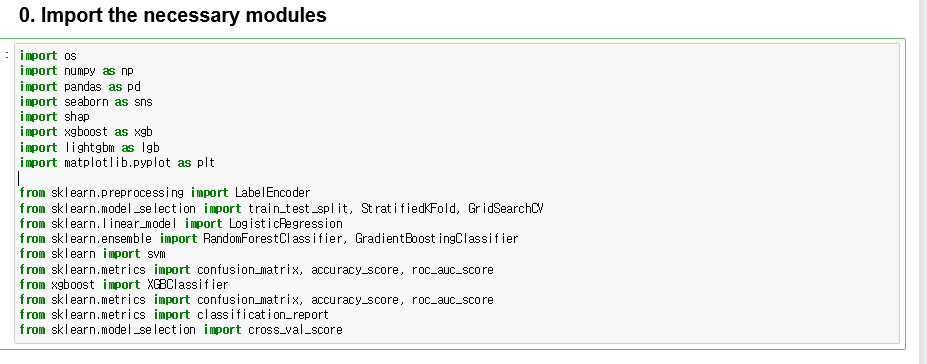 0. Import the necessary modules
:
import os
import numpy as np
import pandas as pd
import seaborn as sns
import shap
import xgboost as xgb
import lightgbm as lgb
import matplotlib.pyplot as plt
from sklearn.preprocessing import LabelEncoder
from sklearn.model_selection import train_test_split, StratifiedKFold, GridSearchCV
from sklearn.linear_model import LogisticRegression
from sklearn.ensemble import RandomForestClassifier, GradientBoostingClassifier
from sklearn import svm
from sklearn.metrics import confusion_matrix, accuracy_score, roc_auc_score
from xgboost import XGBClassifier
from sklearn.metrics import confusion_matrix, accuracy_score, roc_auc_score
from sklearn.metrics import classification_report
from sklearn.model_selection import cross_val_score